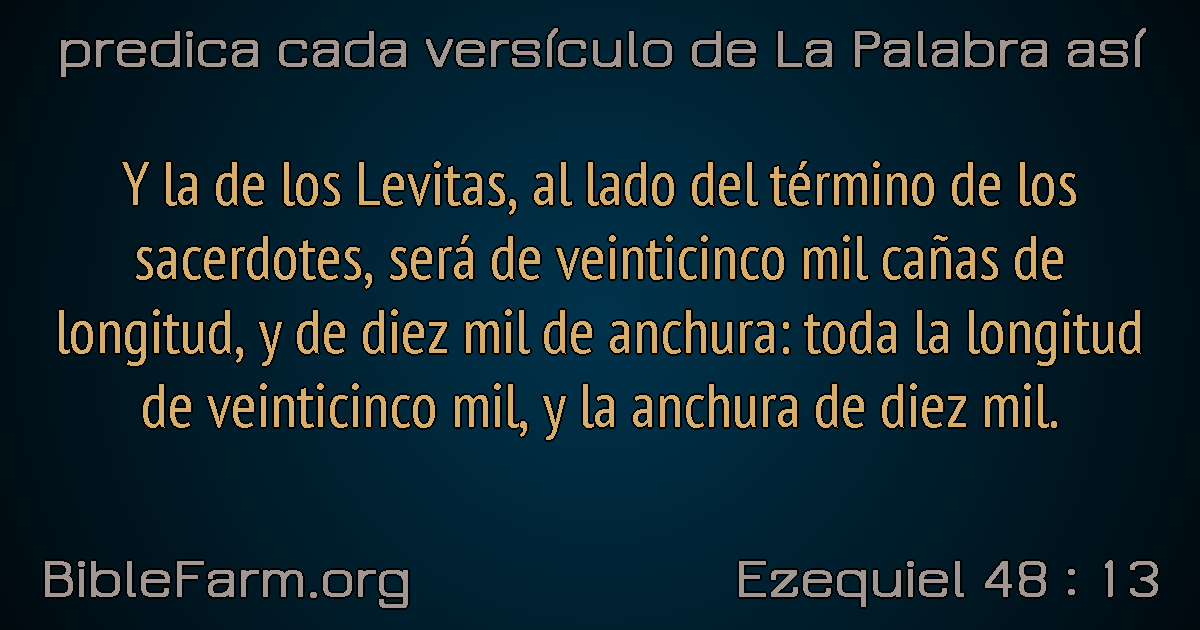 predica cada versículo de La Palabra así
Y la de los Levitas, al lado del término de los
sacerdotes, será de veinticinco mil cañas de
longitud, y de diez mil de anchura: toda la longitud
de veinticinco mil, y la anchura de diez mil.
BibleFarm.org
Ezequiel 48 : 13